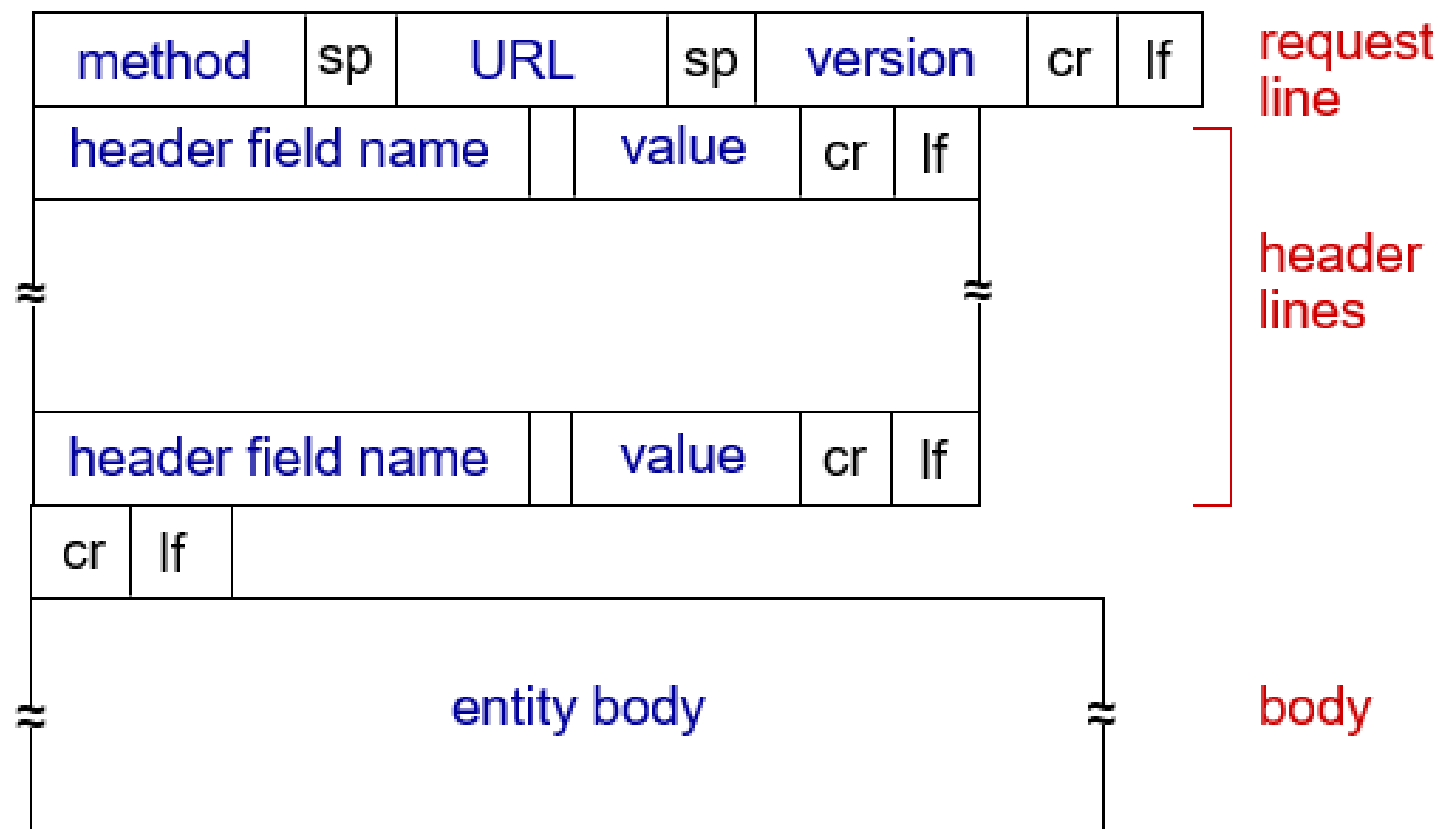 method sp URL sp version cr lf
request
line
header field name value cr lf
header
lines
header field name value cr lf
cr lf
entity body
body